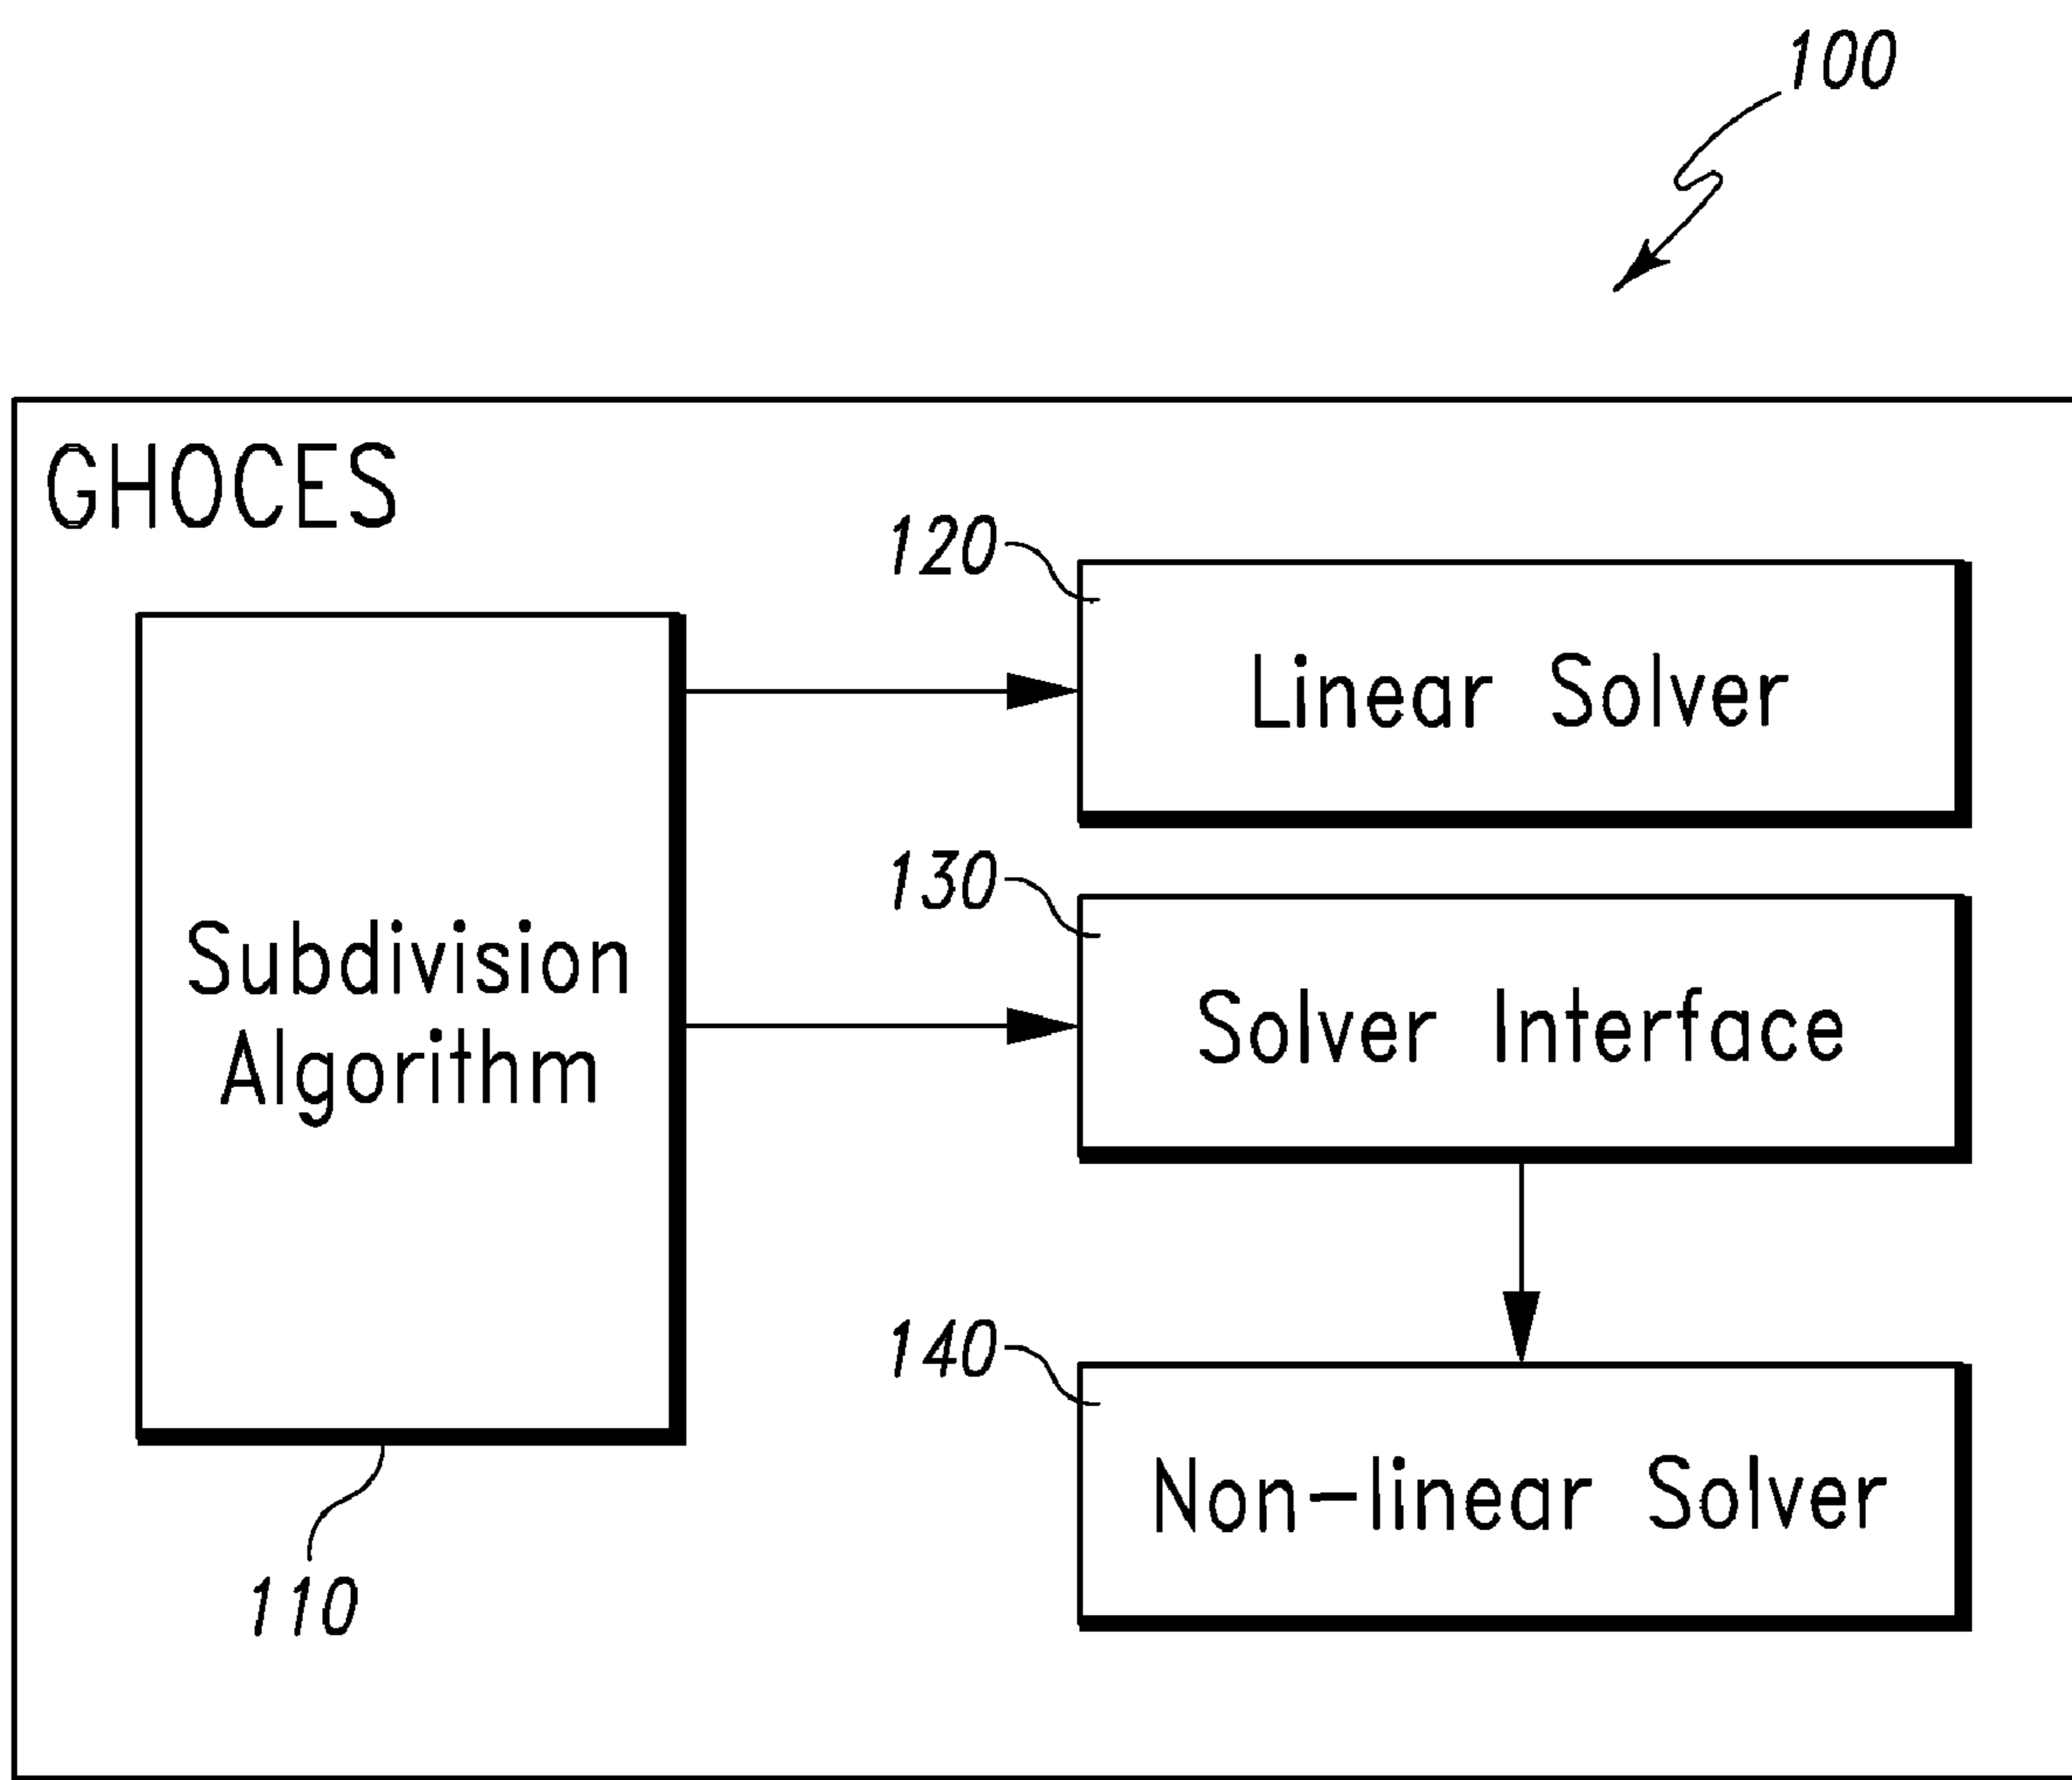 100
GHOCES
120
Linear Solver
130
Subdivision
Algorithm
Solver Interface
140
Non-linear Solver
110